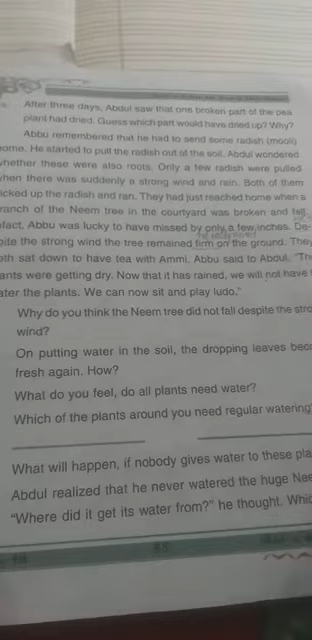 After three days, Abdul saw that one broken part of the pea
plant had dried. Guess which part would have dried up? Why?
Abbu remembered that he had to send some radish (mooli)
ome. He started to pull the radish out of the soil. Abdul wondered
whether these were also roots. Only a few radish were pulled
when there was suddenly a strong wind and rain. Both of them
icked up the radish and ran. They had just reached home when a
ranch of the Neem tree in the courtyard was broken and fell.
nfact, Abbu was lucky to have missed by only a few inches. De-
pite the strong wind the tree remained firm on the ground. They
oth sat down to have tea with Ammi. Abbu said to Abdul, "The
ants were getting dry. Now that it has rained, we will not have
ater the plants. We can now sit and play ludo."
Why do you think the Neem tree did not fall despite the stro
wind?
On putting water in the soil, the dropping leaves beco
fresh again. How?
What do you feel, do all plants need water?
Which of the plants around you need regular watering
What will happen, if nobody gives water to these pla
Abdul realized that he never watered the huge Nee
"Where did it get its water from?" he thought. Whic